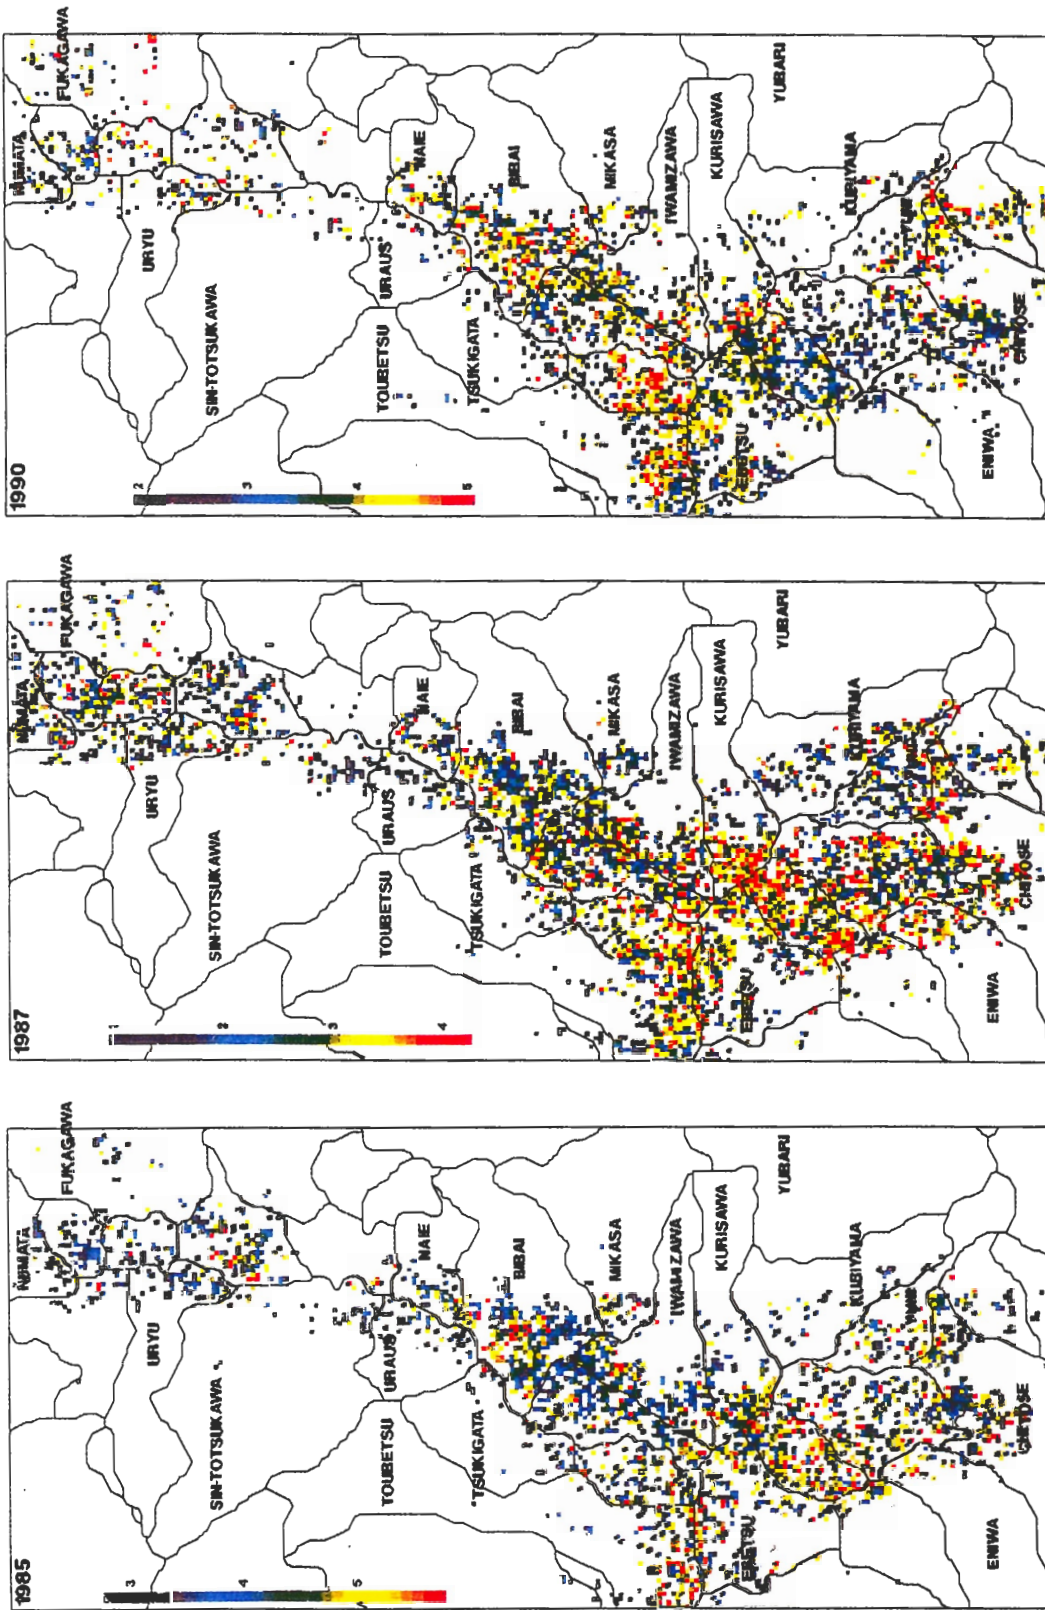 1990
2
3
4
5
NUMATA
FUKAGAWA
URYU
SIN-TOTSUKAWA
NAIE
URAUS
TOUBETSU
TSUKIGATA
BIBAI
MIKASA
IWAMZAWA
KURISAWA
YUBARI
EBETSU
KURIYAMA
CHITOSE
ENIWA
1987
1
2
3
4
NUMATA
FUKAGAWA
URYU
SIN-TOTSUKAWA
NAIE
URAUS
TOUBETSU
TSUKIGATA
BIBAI
MIKASA
IWAMZAWA
KURISAWA
YUBARI
EBETSU
KURIYAMA
CHITOSE
ENIWA
1985
3
4
5
NUMATA
FUKAGAWA
URYU
SIN-TOTSUKAWA
NAIE
URAUS
TOUBETSU
TSUKIGATA
BIBAI
MIKASA
IWAMZAWA
KURISAWA
YUBARI
EBETSU
KURIYAMA
CHITOSE
ENIWA